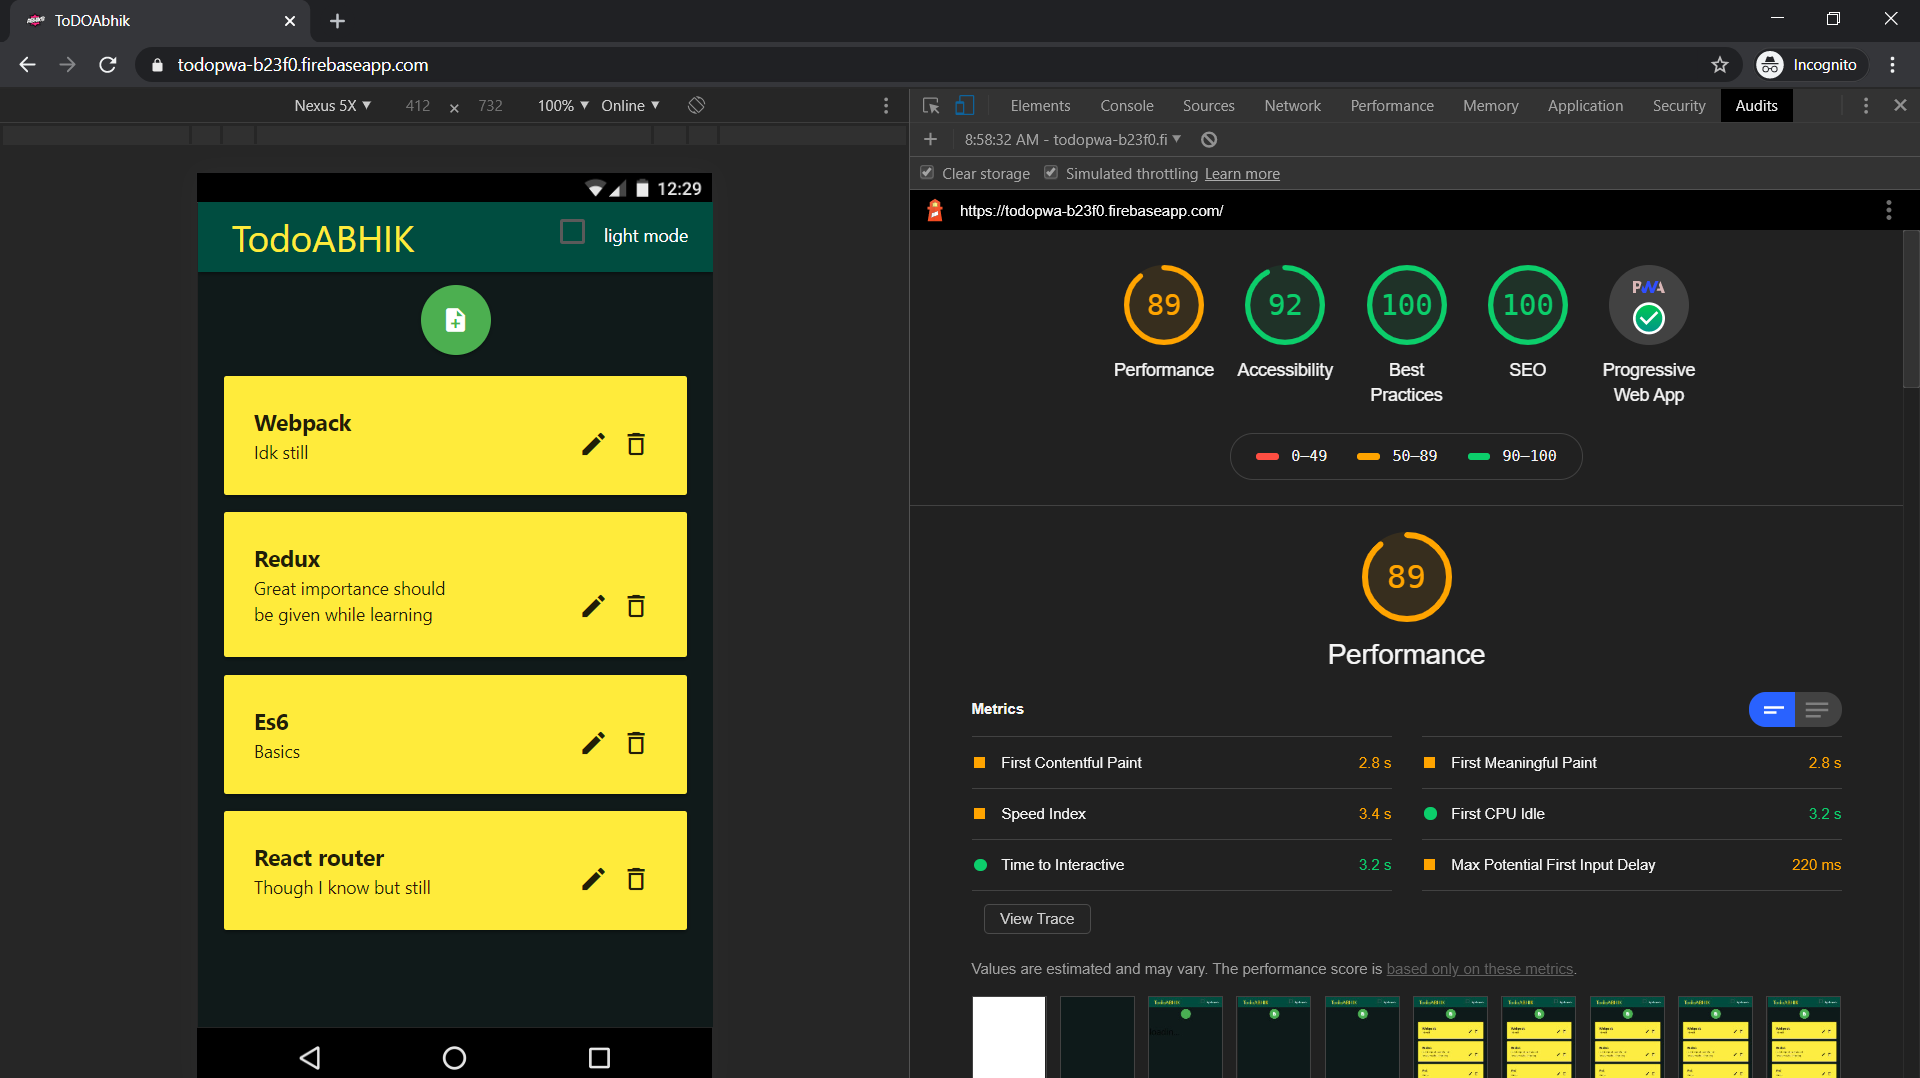 ToDOAbhik
todopwa-b23f0.firebaseapp.com
Incognito
Nexus 5X
412
x
732
100%
Online
Elements
Console
Sources
Network
Performance
Memory
Application
Security
Audits
8:58:32 AM - todopwa-b23f0.fi
Clear storage
Simulated throttling
Learn more
12:29
TodoABHIK
light mode
Webpack
Idk still
Redux
Great importance should
be given while learning
Es6
Basics
React router
Though I know but still
https://todopwa-b23f0.firebaseapp.com/
89
92
100
100
PWA
Performance
Accessibility
Best
Practices
SEO
Progressive
Web App
0–49
50–89
90–100
89
Performance
Metrics
First Contentful Paint
2.8 s
First Meaningful Paint
2.8 s
Speed Index
3.4 s
First CPU Idle
3.2 s
Time to Interactive
3.2 s
Max Potential First Input Delay
220 ms
View Trace
Values are estimated and may vary. The performance score is based only on these metrics.